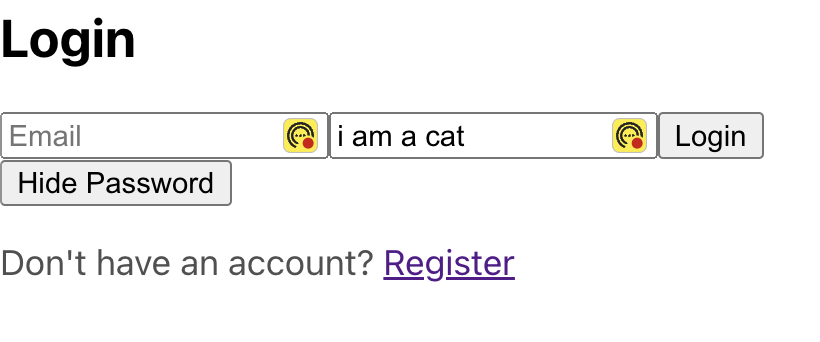 Login
Email i am a cat Login
Hide Password
Don't have an account? Register